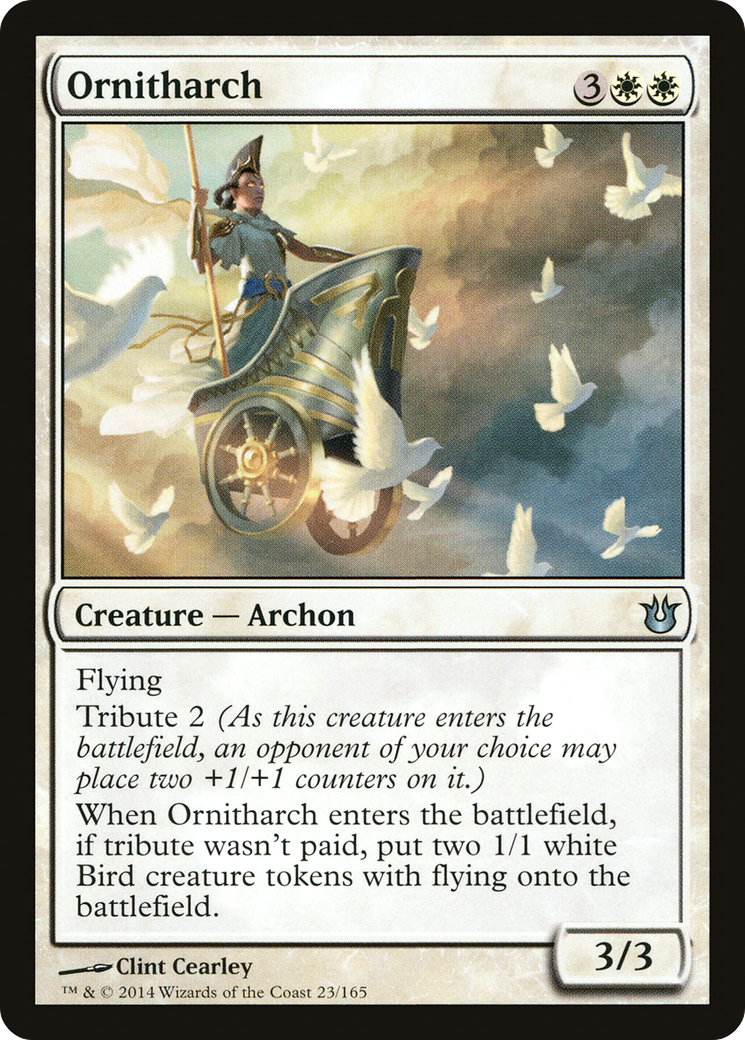 Ornitharch 3
Creature — Archon
Flying
Tribute 2 (As this creature enters the
battlefield, an opponent of your choice may
place two +1/+1 counters on it.)
When Ornitharch enters the battlefield,
if tribute wasn't paid, put two 1/1 white
Bird creature tokens with flying onto the
battlefield.
3/3
Clint Cearley
™ & © 2014 Wizards of the Coast 23/165